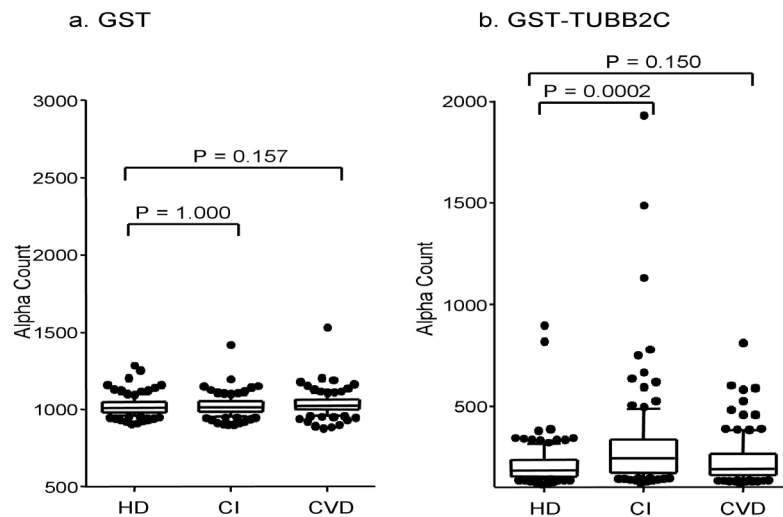 a. GST
P = 0.157
P = 1.000
Alpha Count
3000
2500
2000
1500
1000
500
HD
CI
CVD
b. GST-TUBB2C
P = 0.150
P = 0.0002
Alpha Count
2000
1500
1000
500
HD
CI
CVD